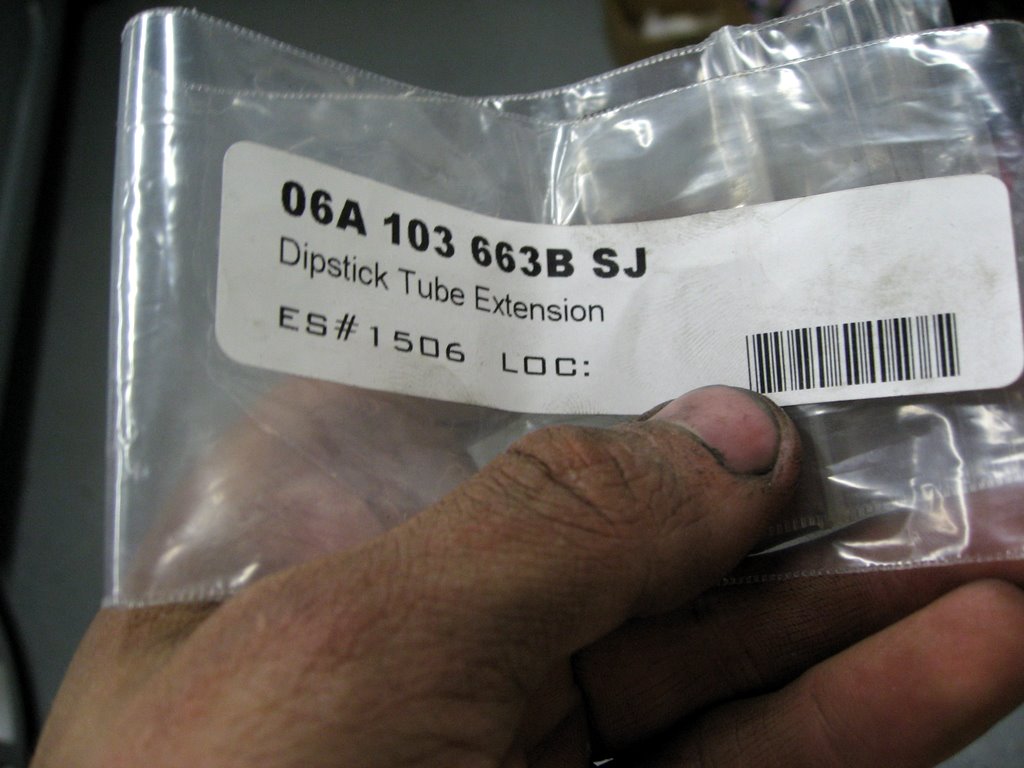 06A 103 663B SJ
Dipstick Tube Extension
ES#1506 LOC: